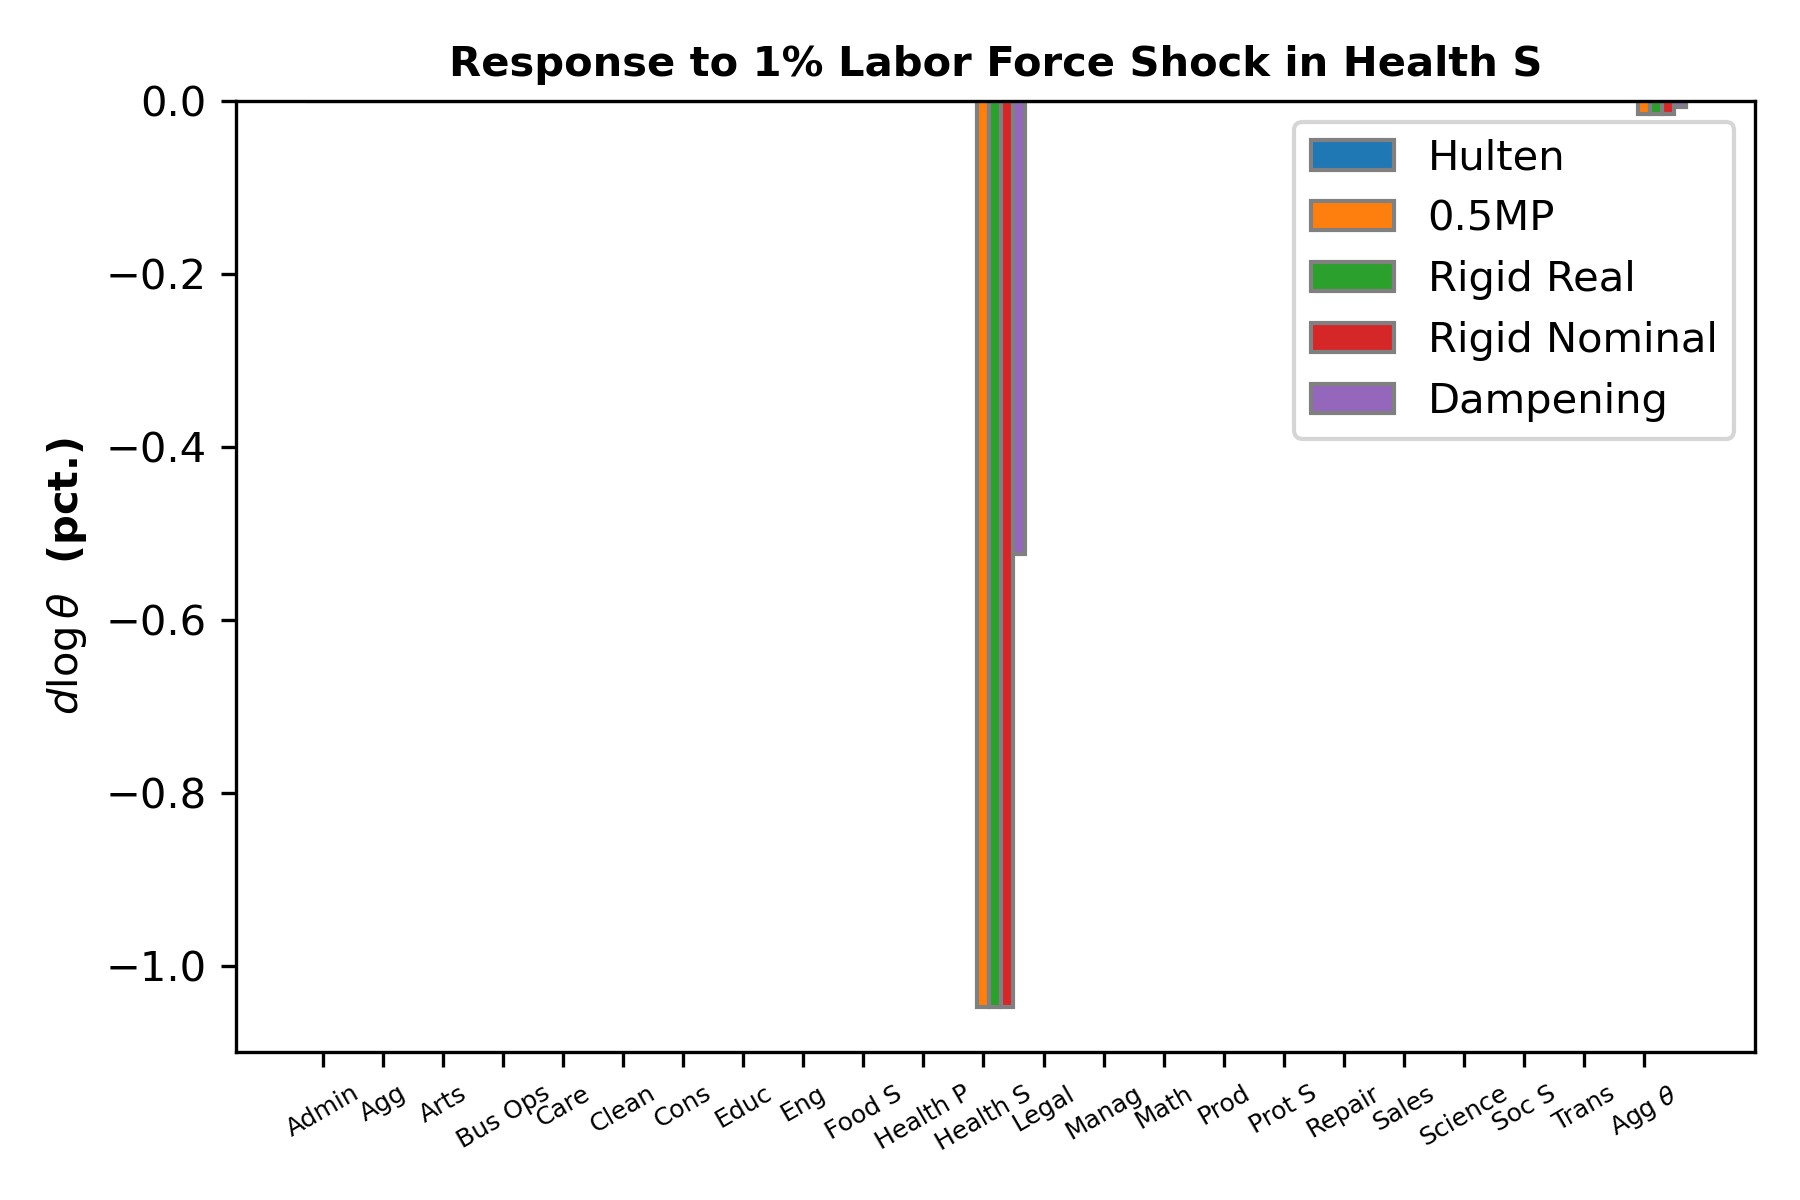 Response to 1% Labor Force Shock in Health S
0.0
−0.2
−0.4
−0.6
−0.8
−1.0
dlog θ (pct.)
Hulten
0.5MP
Rigid Real
Rigid Nominal
Dampening
Admin
Agg
Arts
Bus Ops
Care
Clean
Cons
Educ
Eng
Food S
Health P
Health S
Legal
Manag
Math
Prod
Prot S
Repair
Sales
Science
Soc S
Trans
Agg θ